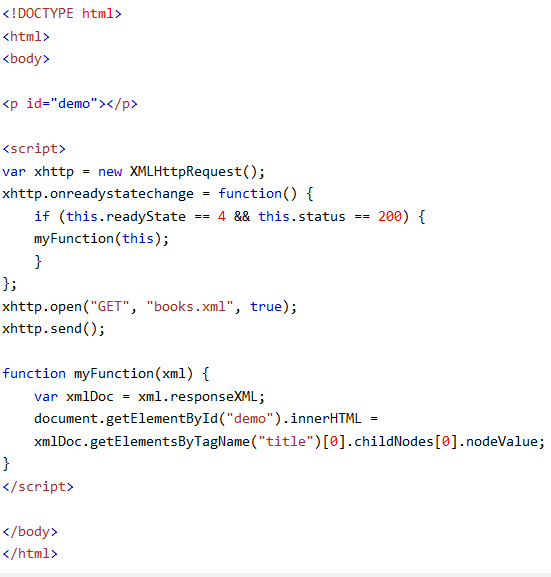 <!DOCTYPE html>
<html>
<body>

<p id="demo"></p>

<script>
var xhttp = new XMLHttpRequest();
xhttp.onreadystatechange = function() {
    if (this.readyState == 4 && this.status == 200) {
    myFunction(this);
    }
};
xhttp.open("GET", "books.xml", true);
xhttp.send();

function myFunction(xml) {
    var xmlDoc = xml.responseXML;
    document.getElementById("demo").innerHTML =
    xmlDoc.getElementsByTagName("title")[0].childNodes[0].nodeValue;
}
</script>

</body>
</html>